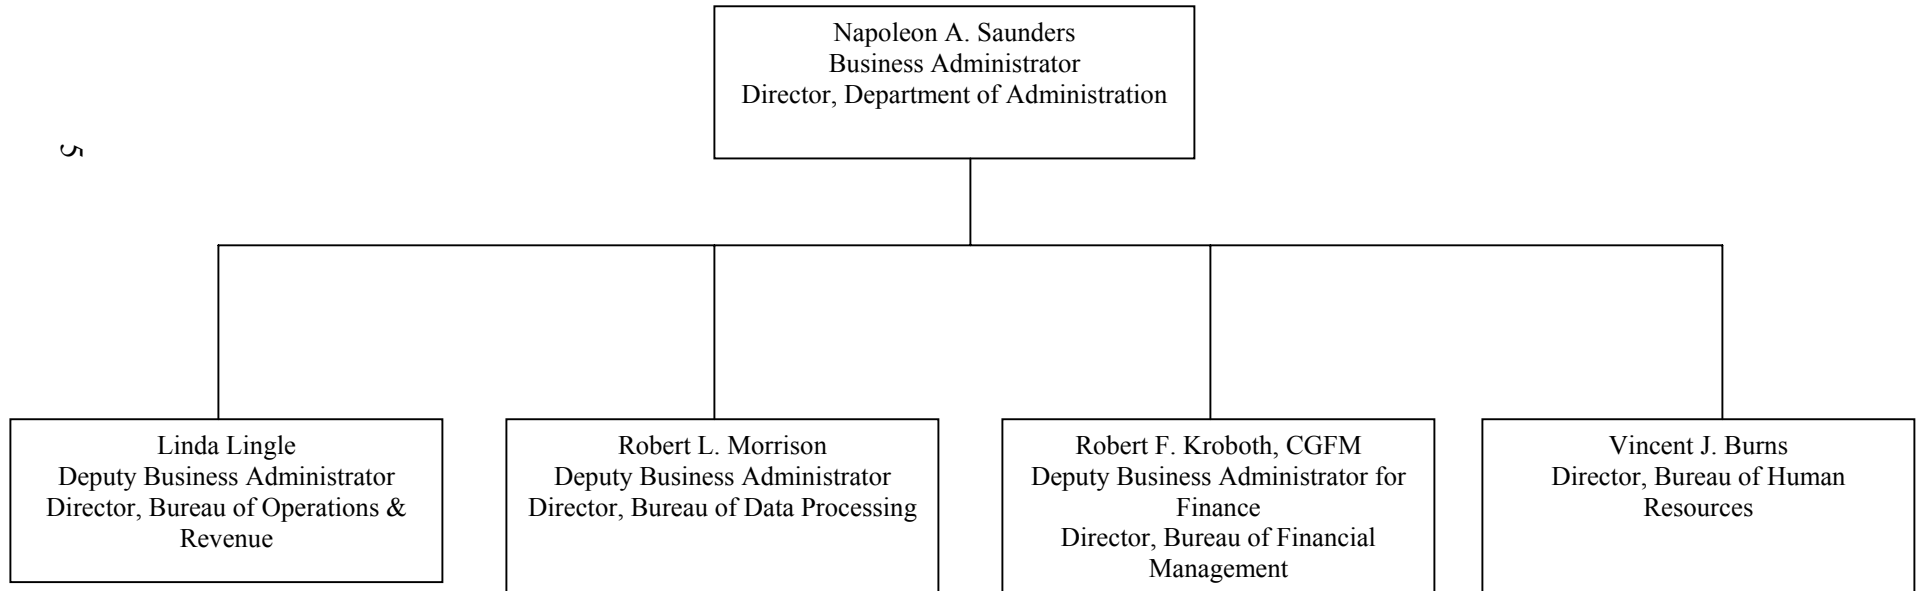 Napoleon A. Saunders
Business Administrator
Director, Department of Administration
5
Linda Lingle
Deputy Business Administrator
Director, Bureau of Operations &
Revenue
Robert L. Morrison
Deputy Business Administrator
Director, Bureau of Data Processing
Robert F. Kroboth, CGFM
Deputy Business Administrator for
Finance
Director, Bureau of Financial
Management
Vincent J. Burns
Director, Bureau of Human
Resources